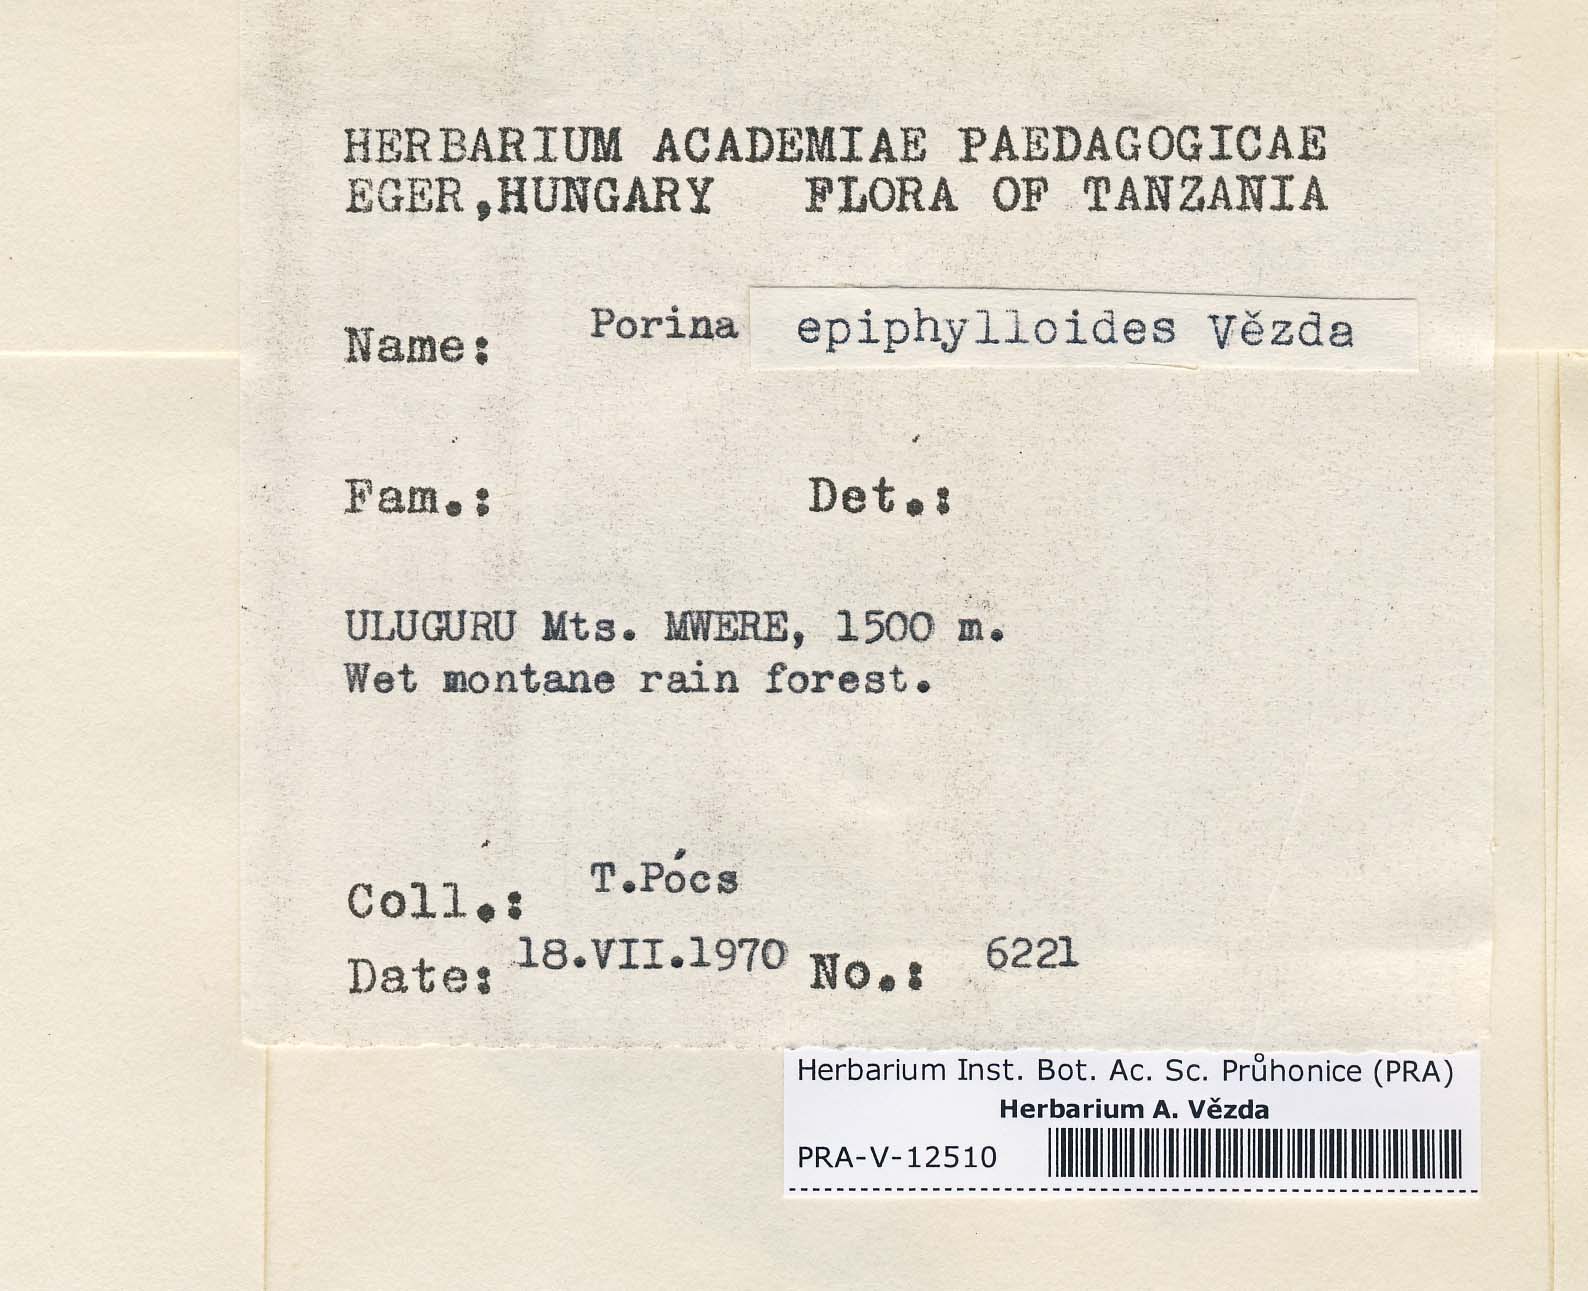 HERBARIUM ACADEMIAE PAEDAGOGICAE
EGER,HUNGARY FLORA OF TANZANIA
Name: Porina epiphylloides Vězda
Fam.: Det.:
ULUGURU Mts. MWERE, 1500 m.
Wet montane rain forest.
Coll.: T.Pócs
Date: 18.VII.1970 No.: 6221
Herbarium Inst. Bot. Ac. Sc. Průhonice (PRA)
Herbarium A. Vězda
PRA-V-12510